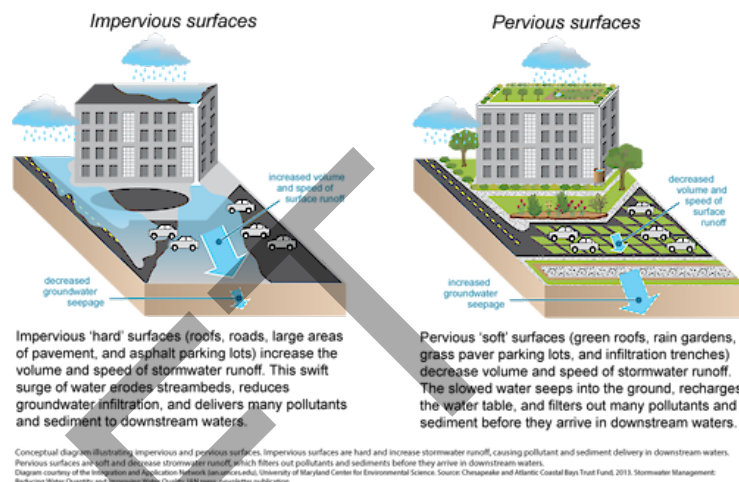 Impervious surfaces
Pervious surfaces
increased volume
and speed of
surface runoff
decreased
groundwater
seepage
decreased
volume and
speed of
surface
runoff
increased
groundwater
seepage
Impervious 'hard' surfaces (roofs, roads, large areas
of pavement, and asphalt parking lots) increase the
volume and speed of stormwater runoff. This swift
surge of water erodes streambeds, reduces
groundwater infiltration, and delivers many pollutants
and sediment to downstream waters.
Pervious 'soft' surfaces (green roofs, rain gardens,
grass paver parking lots, and infiltration trenches)
decrease volume and speed of stormwater runoff.
The slowed water seeps into the ground, recharges
the water table, and filters out many pollutants and
sediment before they arrive in downstream waters.
Conceptual diagram illustrating impervious and pervious surfaces. Impervious surfaces are hard and increase stormwater runoff, causing pollutant and sediment delivery in downstream waters.
Pervious surfaces are soft and decrease stromwater runoff, which filters out pollutants and sediments before they arrive in downstream waters.
Diagram courtesy of the Integration and Application Network (ian.umces.edu), University of Maryland Center for Environmental Science. Source: Chesapeake and Atlantic Coastal Bays Trust Fund, 2013. Stormwater Management: